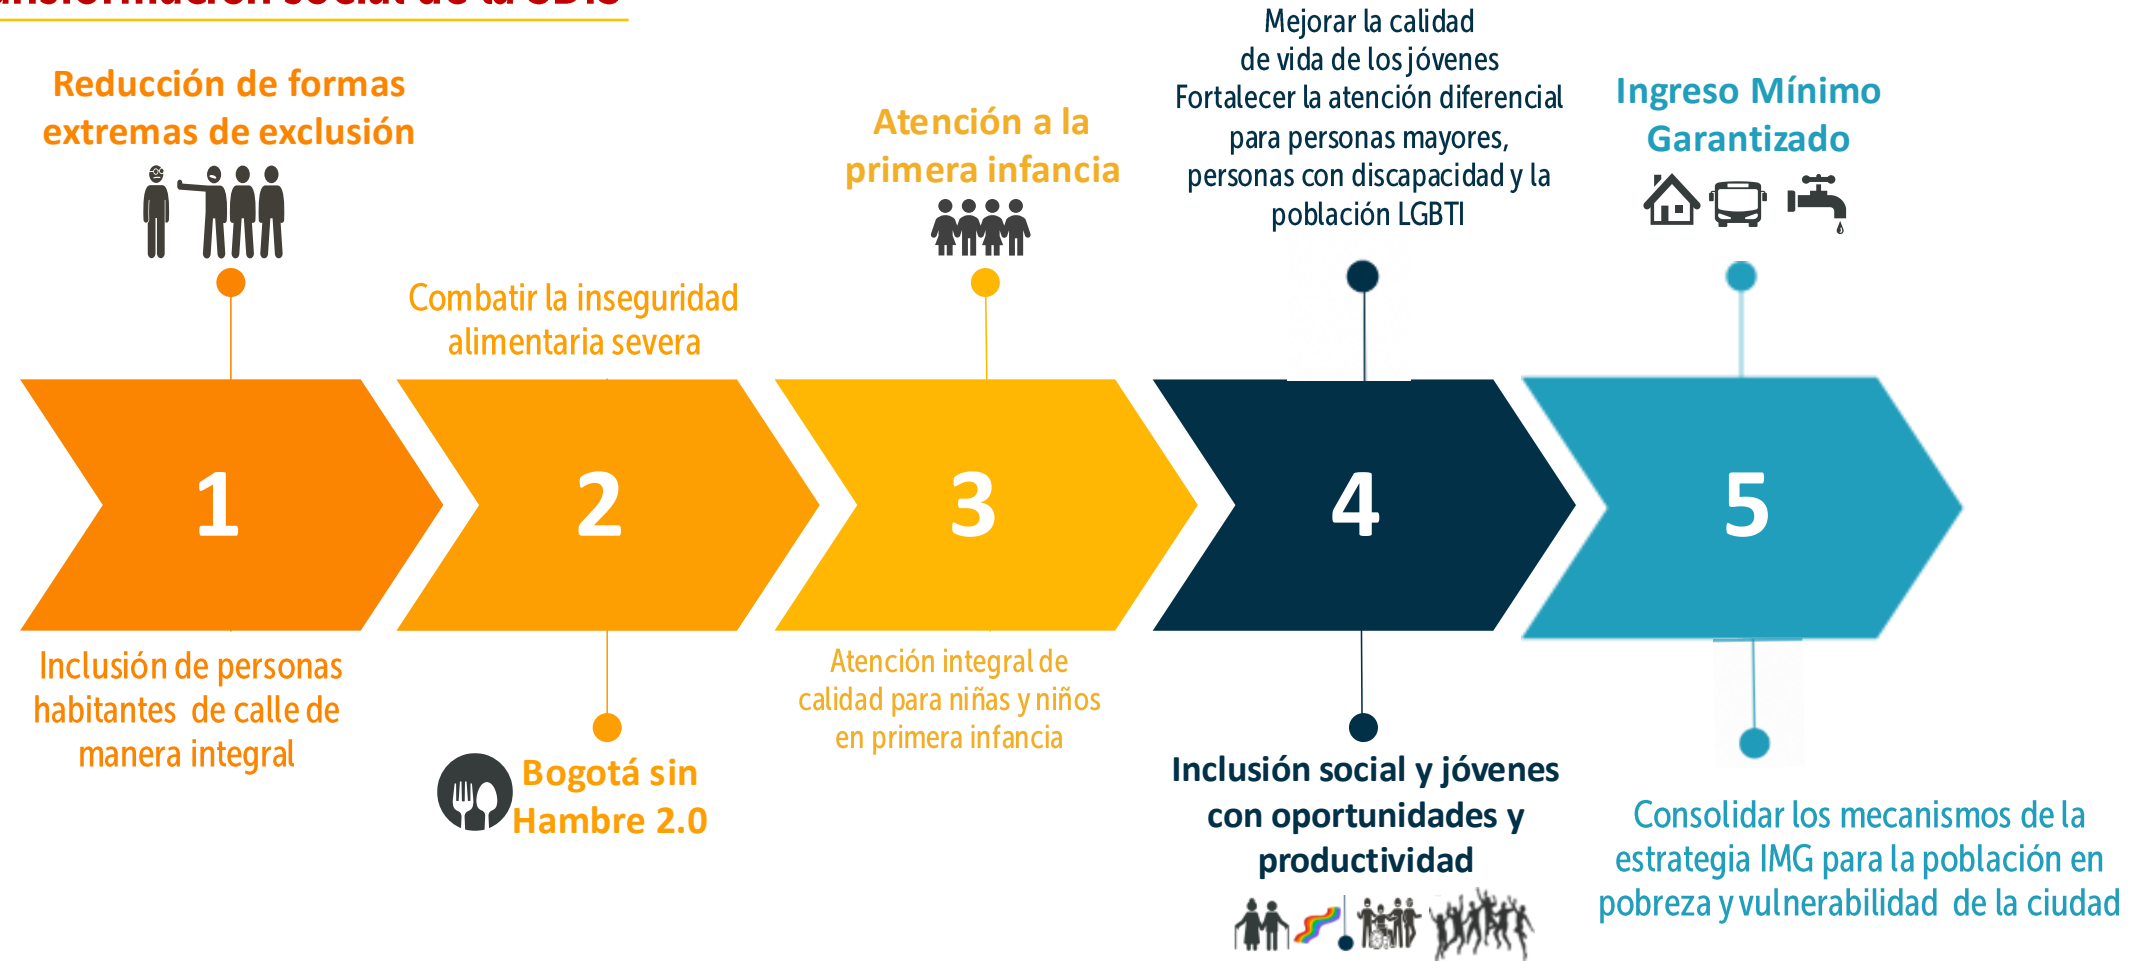 de la SDIS
Reducción de formas
extremas de exclusión
1
Inclusión de personas
habitantes de calle de
manera integral
Combatir la inseguridad
alimentaria severa
2
Bogotá sin
Hambre 2.0
Atención a la
primera infancia
3
Atención integral de
calidad para niñas y niños
en primera infancia
Mejorar la calidad
de vida de los jóvenes
Fortalecer la atención diferencial
para personas mayores,
personas con discapacidad y la
población LGBTI
4
Inclusión social y jóvenes
con oportunidades y
productividad
Ingreso Mínimo
Garantizado
5
Consolidar los mecanismos de la
estrategia IMG para la población en
pobreza y vulnerabilidad de la ciudad